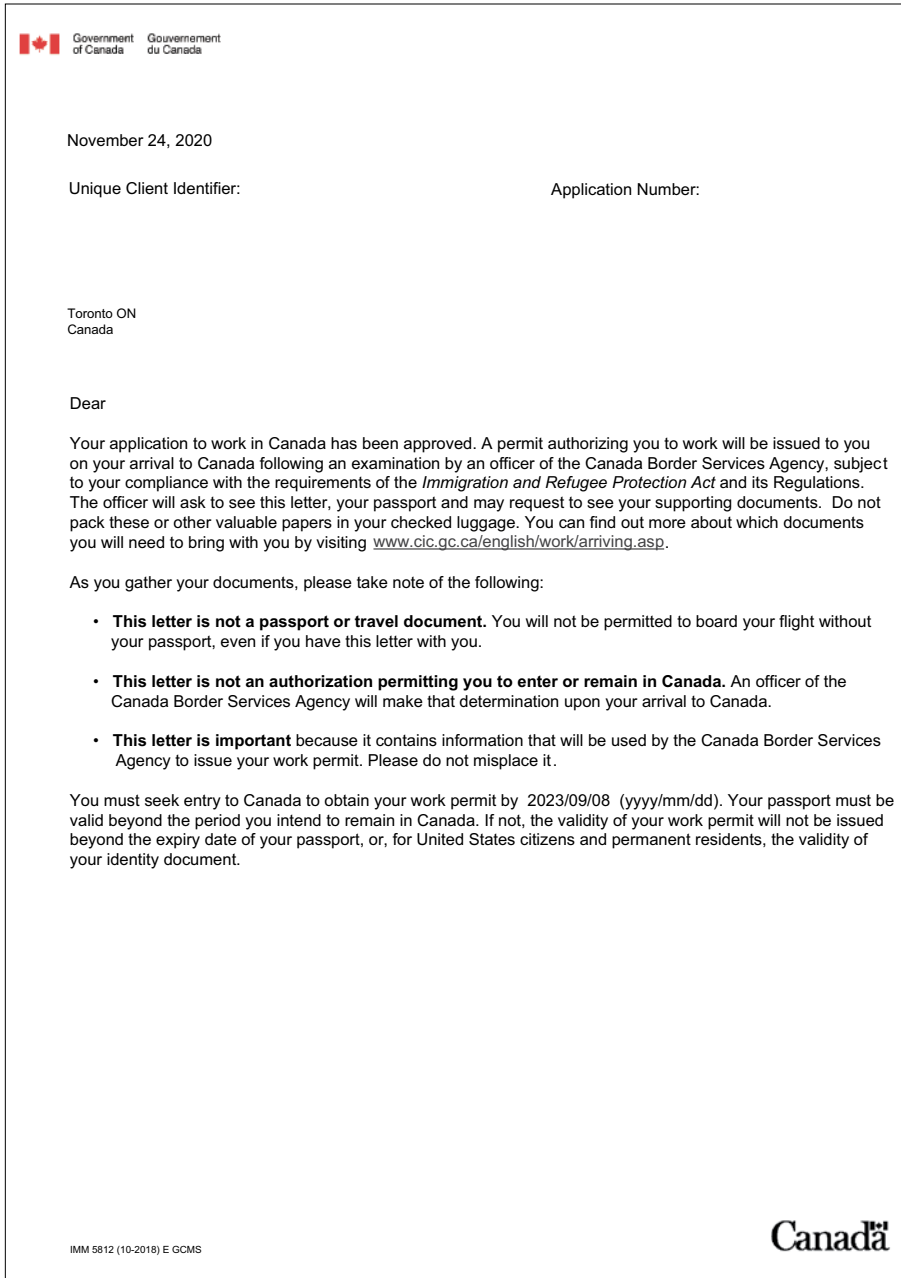 Government Gouvernement
of Canada du Canada
November 24, 2020
Unique Client Identifier: Application Number:
Toronto ON
Canada
Dear
Your application to work in Canada has been approved. A permit authorizing you to work will be issued to you
on your arrival to Canada following an examination by an officer of the Canada Border Services Agency, subject
to your compliance with the requirements of the Immigration and Refugee Protection Act and its Regulations.
The officer will ask to see this letter, your passport and may request to see your supporting documents. Do not
pack these or other valuable papers in your checked luggage. You can find out more about which documents
you will need to bring with you by visiting www.cic.gc.ca/english/work/arriving.asp.
As you gather your documents, please take note of the following:
• This letter is not a passport or travel document. You will not be permitted to board your flight without
your passport, even if you have this letter with you.
• This letter is not an authorization permitting you to enter or remain in Canada. An officer of the
Canada Border Services Agency will make that determination upon your arrival to Canada.
• This letter is important because it contains information that will be used by the Canada Border Services
Agency to issue your work permit. Please do not misplace it.
You must seek entry to Canada to obtain your work permit by 2023/09/08 (yyyy/mm/dd). Your passport must be
valid beyond the period you intend to remain in Canada. If not, the validity of your work permit will not be issued
beyond the expiry date of your passport, or, for United States citizens and permanent residents, the validity of
your identity document.
IMM 5812 (10-2018) E GCMS
Canada